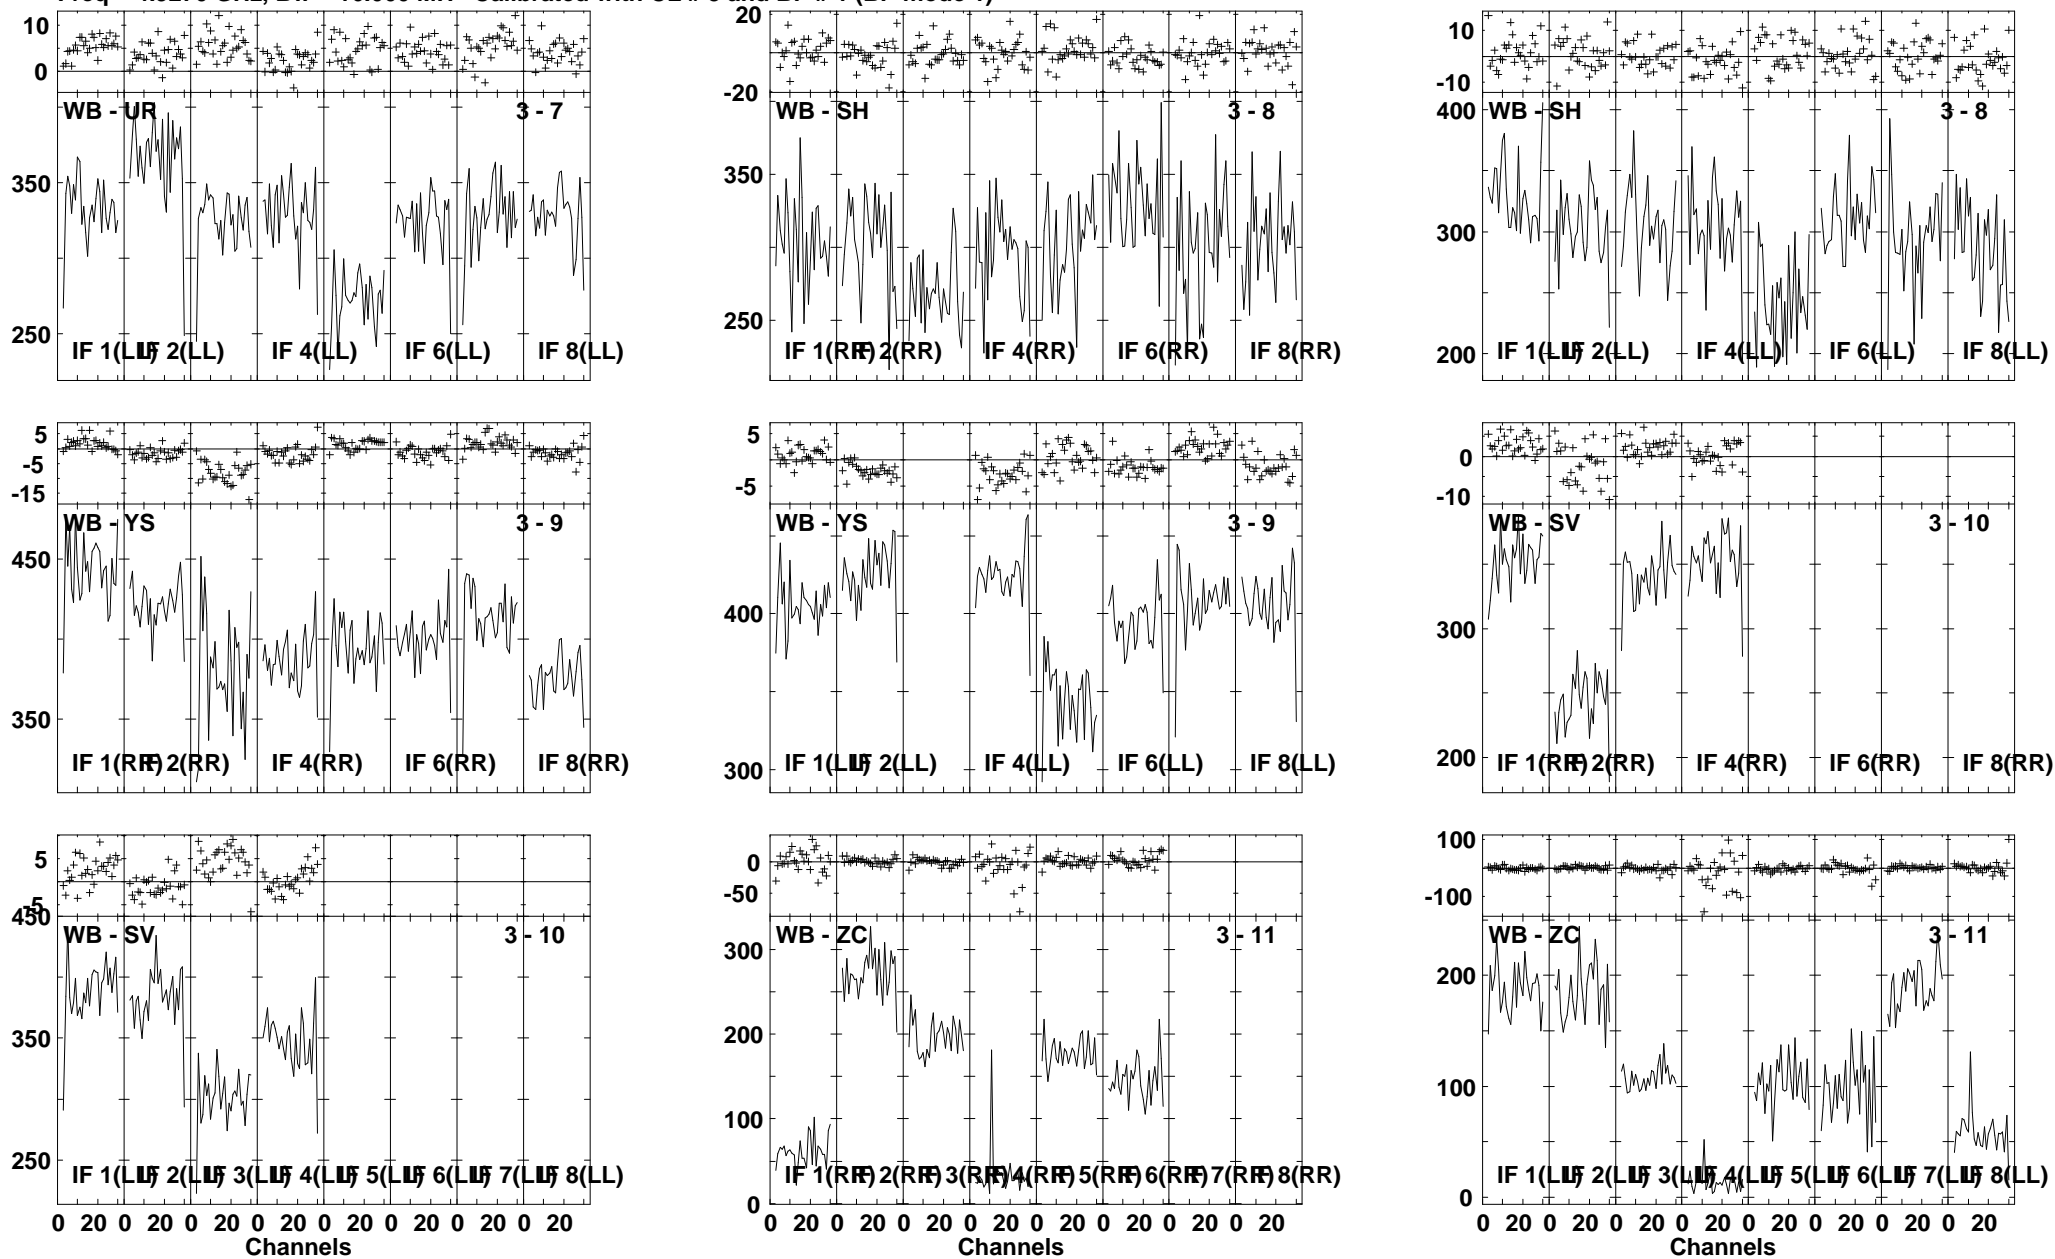 10
0
WB - UR 3 - 7
350
250
IF 1(LL) IF 2(LL) IF 4(LL) IF 6(LL) IF 8(LL)
20
-20
WB - SH 3 - 8
350
250
IF 1(RR) IF 2(RR) IF 4(RR) IF 6(RR) IF 8(RR)
10
-10
WB - SH 3 - 8
400
300
200
IF 1(LL) IF 2(LL) IF 4(LL) IF 6(LL) IF 8(LL)
5
-5
-15
WB - YS 3 - 9
450
350
IF 1(RR) IF 2(RR) IF 4(RR) IF 6(RR) IF 8(RR)
5
-5
WB - YS 3 - 9
400
300
IF 1(LL) IF 2(LL) IF 4(LL) IF 6(LL) IF 8(LL)
0
-10
WB - SV 3 - 10
300
200
IF 1(RR) IF 2(RR) IF 4(RR) IF 6(RR) IF 8(RR)
5
-5
450
WB - SV 3 - 10
350
250
IF 1(LL) IF 2(LL) IF 3(LL) IF 4(LL) IF 5(LL) IF 6(LL) IF 7(LL) IF 8(LL)
0 20 0 20 0 20 0 20 0 20 0 20 0 20 0 20
Channels
0
-50
WB - ZC 3 - 11
300
200
100
0
IF 1(RR) IF 2(RR) IF 3(RR) IF 4(RR) IF 5(RR) IF 6(RR) IF 7(RR) IF 8(RR)
0 20 0 20 0 20 0 20 0 20 0 20 0 20 0 20
Channels
100
-100
WB - ZC 3 - 11
200
100
0
IF 1(LL) IF 2(LL) IF 3(LL) IF 4(LL) IF 5(LL) IF 6(LL) IF 7(LL) IF 8(LL)
0 20 0 20 0 20 0 20 0 20 0 20 0 20 0 20
Channels